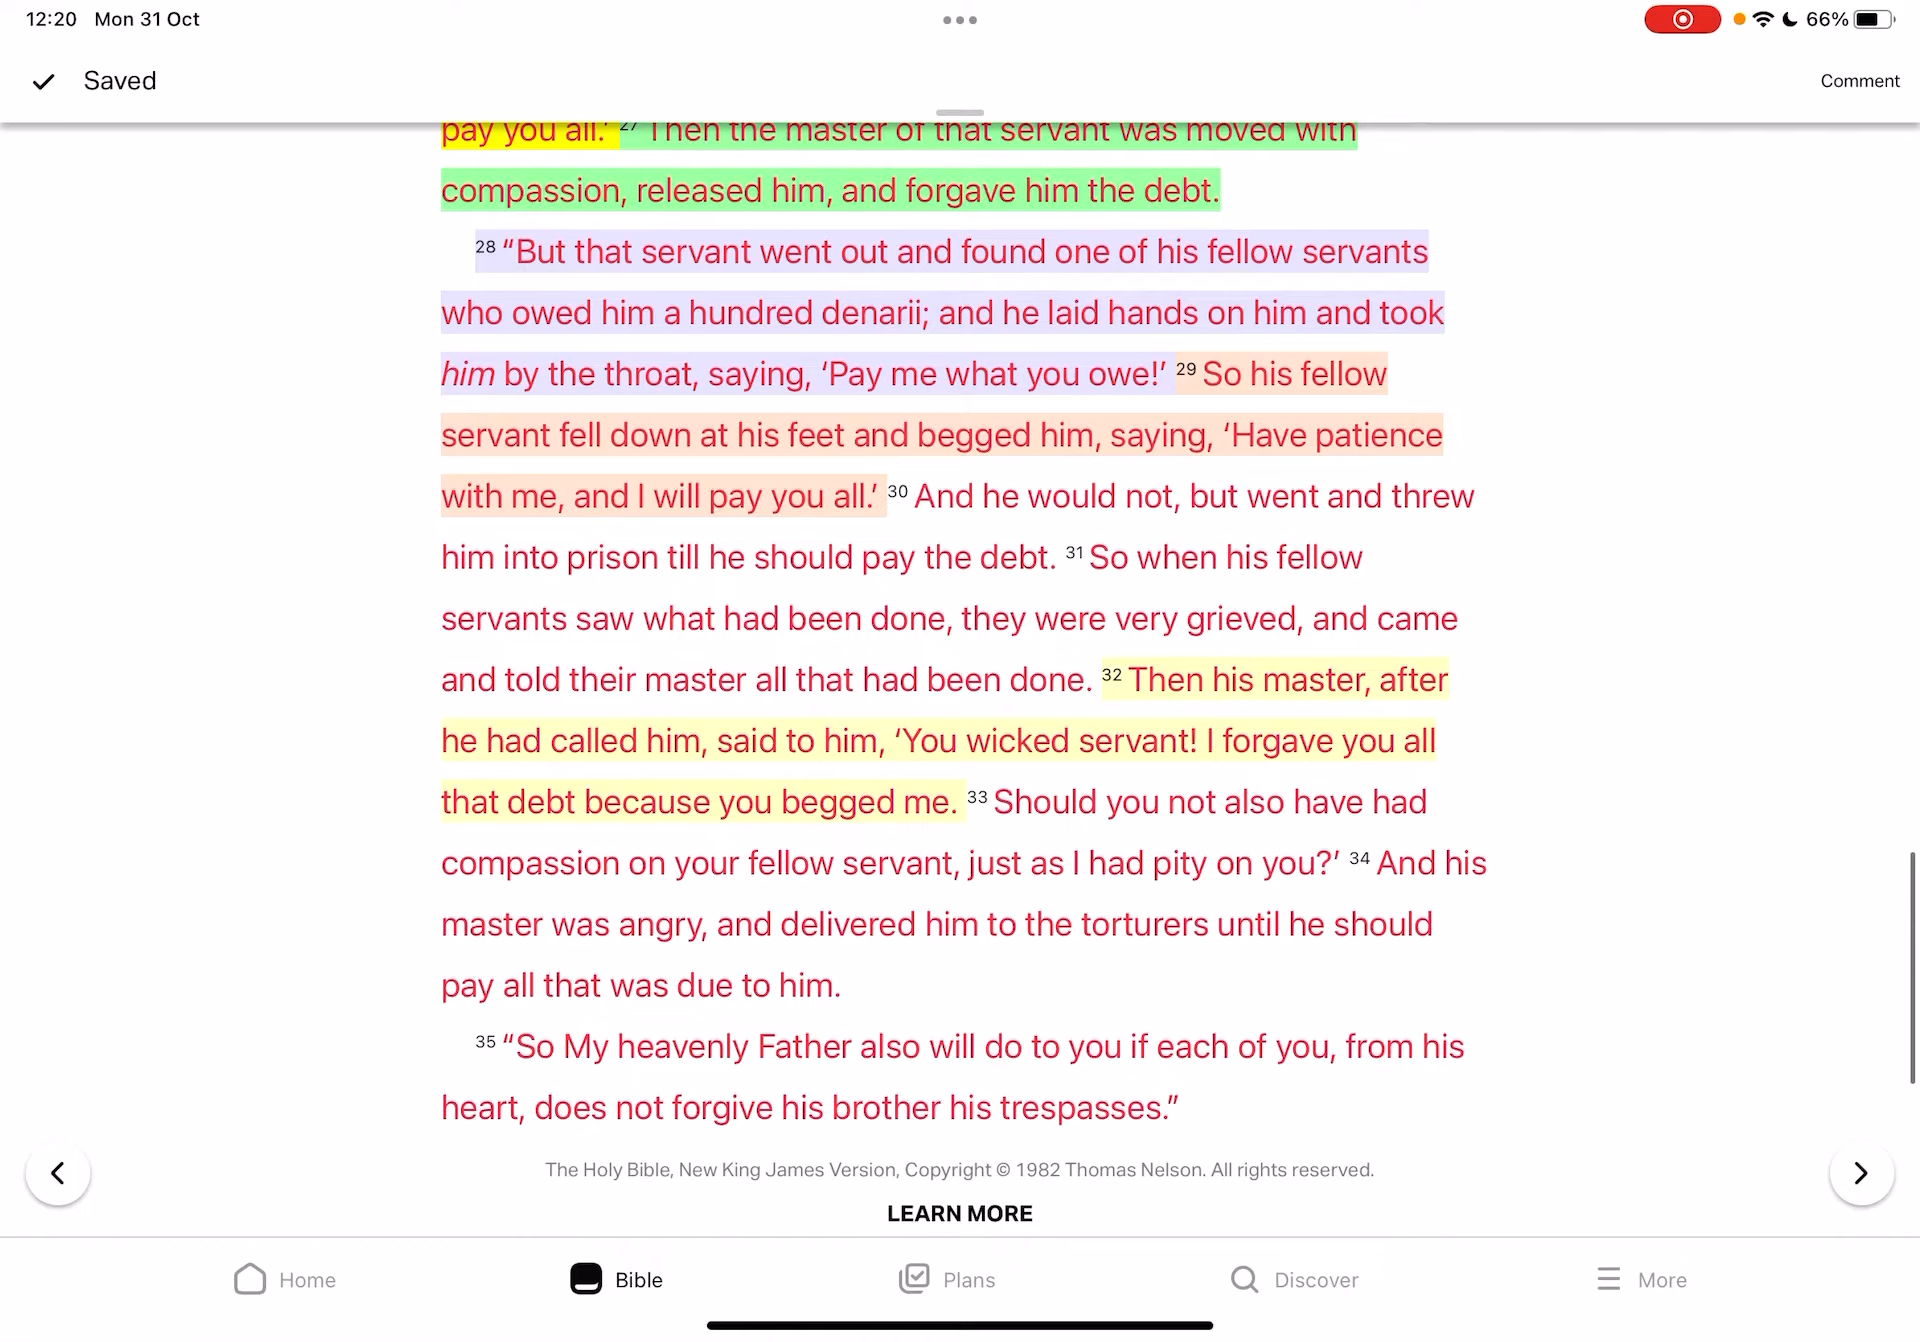 12:20 Mon 31 Oct
66%
Saved
Comment
pay you all.’ 27 Then the master of that servant was moved with
compassion, released him, and forgave him the debt.
28 “But that servant went out and found one of his fellow servants
who owed him a hundred denarii; and he laid hands on him and took
him by the throat, saying, ‘Pay me what you owe!’ 29 So his fellow
servant fell down at his feet and begged him, saying, ‘Have patience
with me, and I will pay you all.’ 30 And he would not, but went and threw
him into prison till he should pay the debt. 31 So when his fellow
servants saw what had been done, they were very grieved, and came
and told their master all that had been done. 32 Then his master, after
he had called him, said to him, ‘You wicked servant! I forgave you all
that debt because you begged me. 33 Should you not also have had
compassion on your fellow servant, just as I had pity on you?’ 34 And his
master was angry, and delivered him to the torturers until he should
pay all that was due to him.
35 “So My heavenly Father also will do to you if each of you, from his
heart, does not forgive his brother his trespasses.”
The Holy Bible, New King James Version, Copyright © 1982 Thomas Nelson. All rights reserved.
LEARN MORE
Home
Bible
Plans
Discover
More